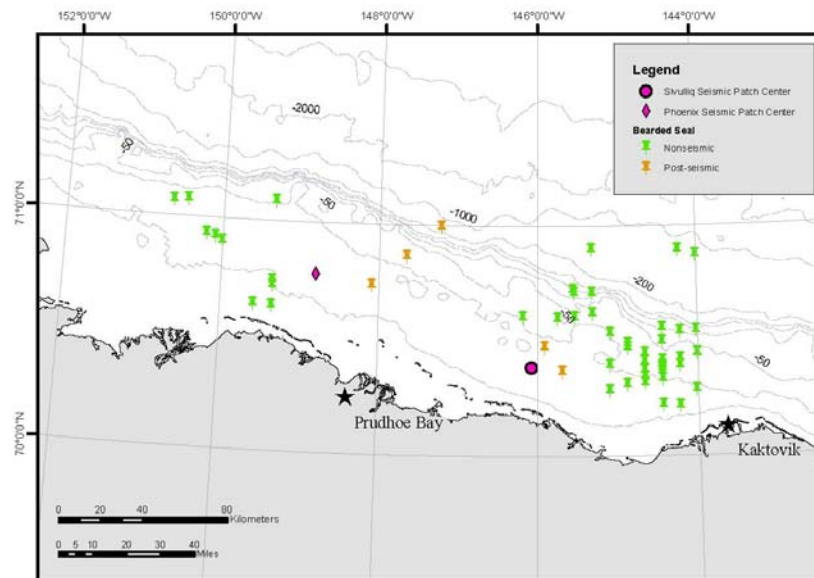 152°0'0"W 150°0'0"W 148°0'0"W 146°0'0"W 144°0'0"W
Legend
Sivulliq Seismic Patch Center
Phoenix Seismic Patch Center
Bearded Seal
Nonseismic
Post-seismic
-2000
-50
71°0'0"N
-50
-1000
-200
-50
-50
70°0'0"N
Prudhoe Bay
Kaktovik
0 20 40 80
Kilometers
0 5 10 20 30 40
Miles